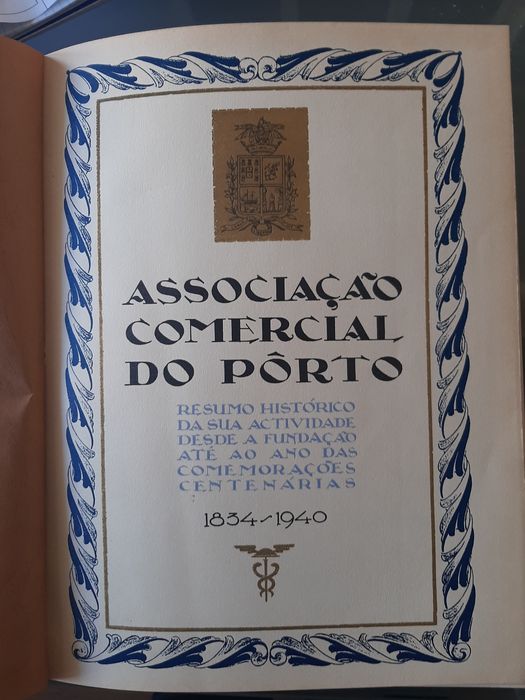 ASSOCIAÇÃO
COMERCIAL
DO PÔRTO
RESUMO HISTÓRICO
DA SUA ACTIVIDADE
DESDE A FUNDAÇÃO
ATÉ AO ANO DAS
COMEMORAÇÕES
CENTENÁRIAS
1834-1940